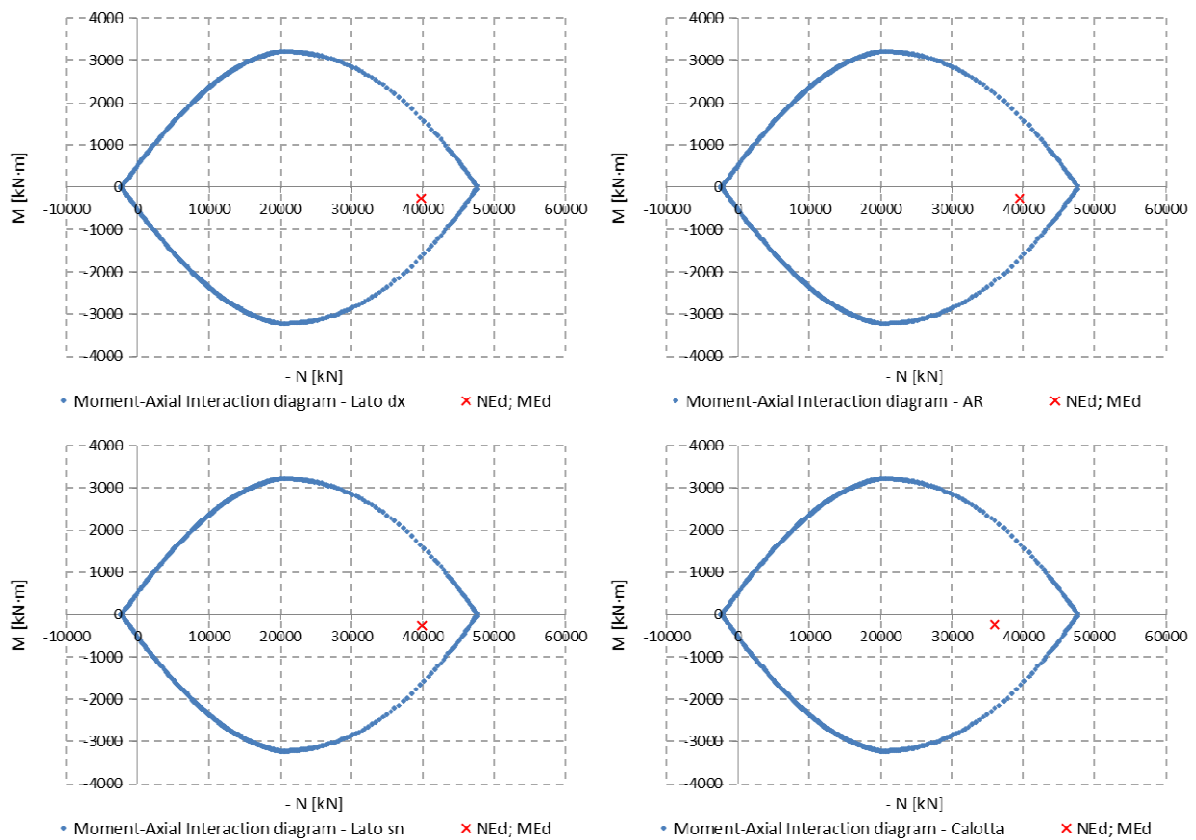 4000
3000
2000
1000
0
-1000
-2000
-3000
-4000
-10000 0 10000 20000 30000 40000 50000 60000
M [kN·m]
- N [kN]
Moment-Axial Interaction diagram - Lato dx × NEd; MEd
4000
3000
2000
1000
0
-1000
-2000
-3000
-4000
-10000 0 10000 20000 30000 40000 50000 60000
M [kN·m]
- N [kN]
Moment-Axial Interaction diagram - AR × NEd; MEd
4000
3000
2000
1000
0
-1000
-2000
-3000
-4000
-10000 0 10000 20000 30000 40000 50000 60000
M [kN·m]
- N [kN]
Moment-Axial Interaction diagram - Lato sn × NEd; MEd
4000
3000
2000
1000
0
-1000
-2000
-3000
-4000
-10000 0 10000 20000 30000 40000 50000 60000
M [kN·m]
- N [kN]
Moment-Axial Interaction diagram - Calotta × NEd; MEd